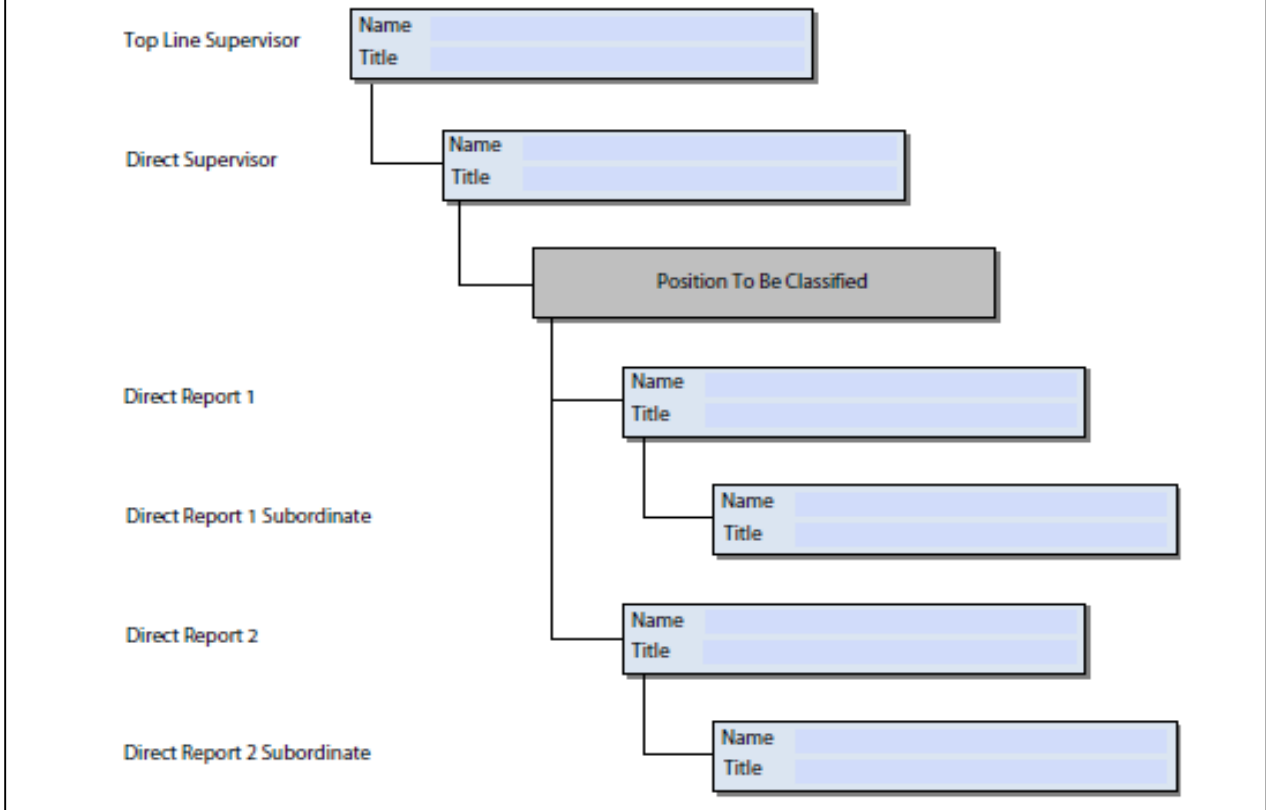 Top Line Supervisor
Name
Title
Direct Supervisor
Name
Title
Position To Be Classified
Direct Report 1
Name
Title
Direct Report 1 Subordinate
Name
Title
Direct Report 2
Name
Title
Direct Report 2 Subordinate
Name
Title